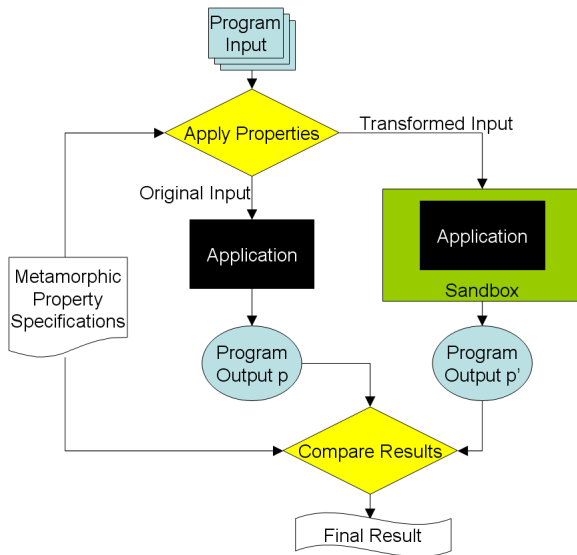 Program
Input
Apply Properties
Transformed Input
Original Input
Application
Application
Sandbox
Metamorphic
Property
Specifications
Program
Output p
Program
Output p’
Compare Results
Final Result